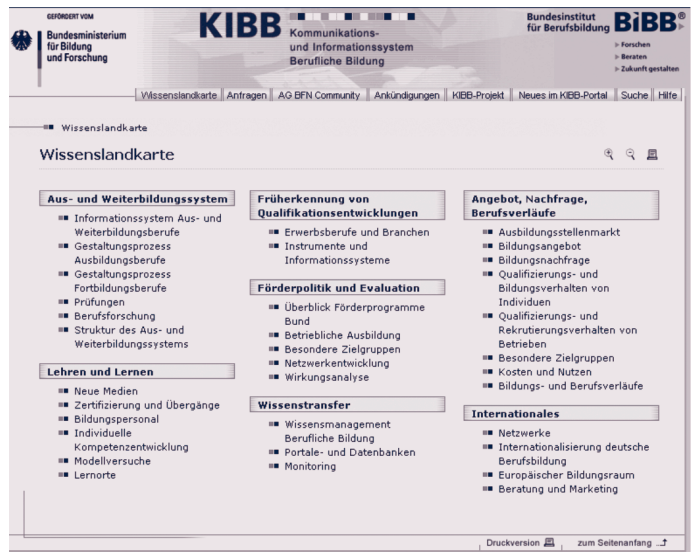 GEFÖRDERT VOM
Bundesministerium
für Bildung
und Forschung
KIBB
Kommunikations-
und Informationssystem
Berufliche Bildung
Bundesinstitut
für Berufsbildung
BiBB®
Forschen
Beraten
Zukunft gestalten
Wissenslandkarte Anfragen AG BFN Community Ankündigungen KIBB-Projekt Neues im KIBB-Portal Suche Hilfe
Wissenslandkarte
Wissenslandkarte
Aus- und Weiterbildungssystem
Informationssystem Aus- und
Weiterbildungsberufe
Gestaltungsprozess
Ausbildungsberufe
Gestaltungsprozess
Fortbildungsberufe
Prüfungen
Berufsforschung
Struktur des Aus- und
Weiterbildungssystems
Lehren und Lernen
Neue Medien
Zertifizierung und Übergänge
Bildungspersonal
Individuelle
Kompetenzentwicklung
Modellversuche
Lernorte
Früherkennung von
Qualifikationsentwicklungen
Erwerbsberufe und Branchen
Instrumente und
Informationssysteme
Förderpolitik und Evaluation
Überblick Förderprogramme
Bund
Betriebliche Ausbildung
Besondere Zielgruppen
Netzwerkentwicklung
Wirkungsanalyse
Wissenstransfer
Wissensmanagement
Berufliche Bildung
Portale- und Datenbanken
Monitoring
Angebot, Nachfrage,
Berufsverläufe
Ausbildungsstellenmarkt
Bildungsangebot
Bildungsnachfrage
Qualifizierungs- und
Bildungsverhalten von
Individuen
Qualifizierungs- und
Rekrutierungsverhalten von
Betrieben
Besondere Zielgruppen
Kosten und Nutzen
Bildungs- und Berufsverläufe
Internationales
Netzwerke
Internationalisierung deutsche
Berufsbildung
Europäischer Bildungsraum
Beratung und Marketing
Druckversion zum Seitenanfang